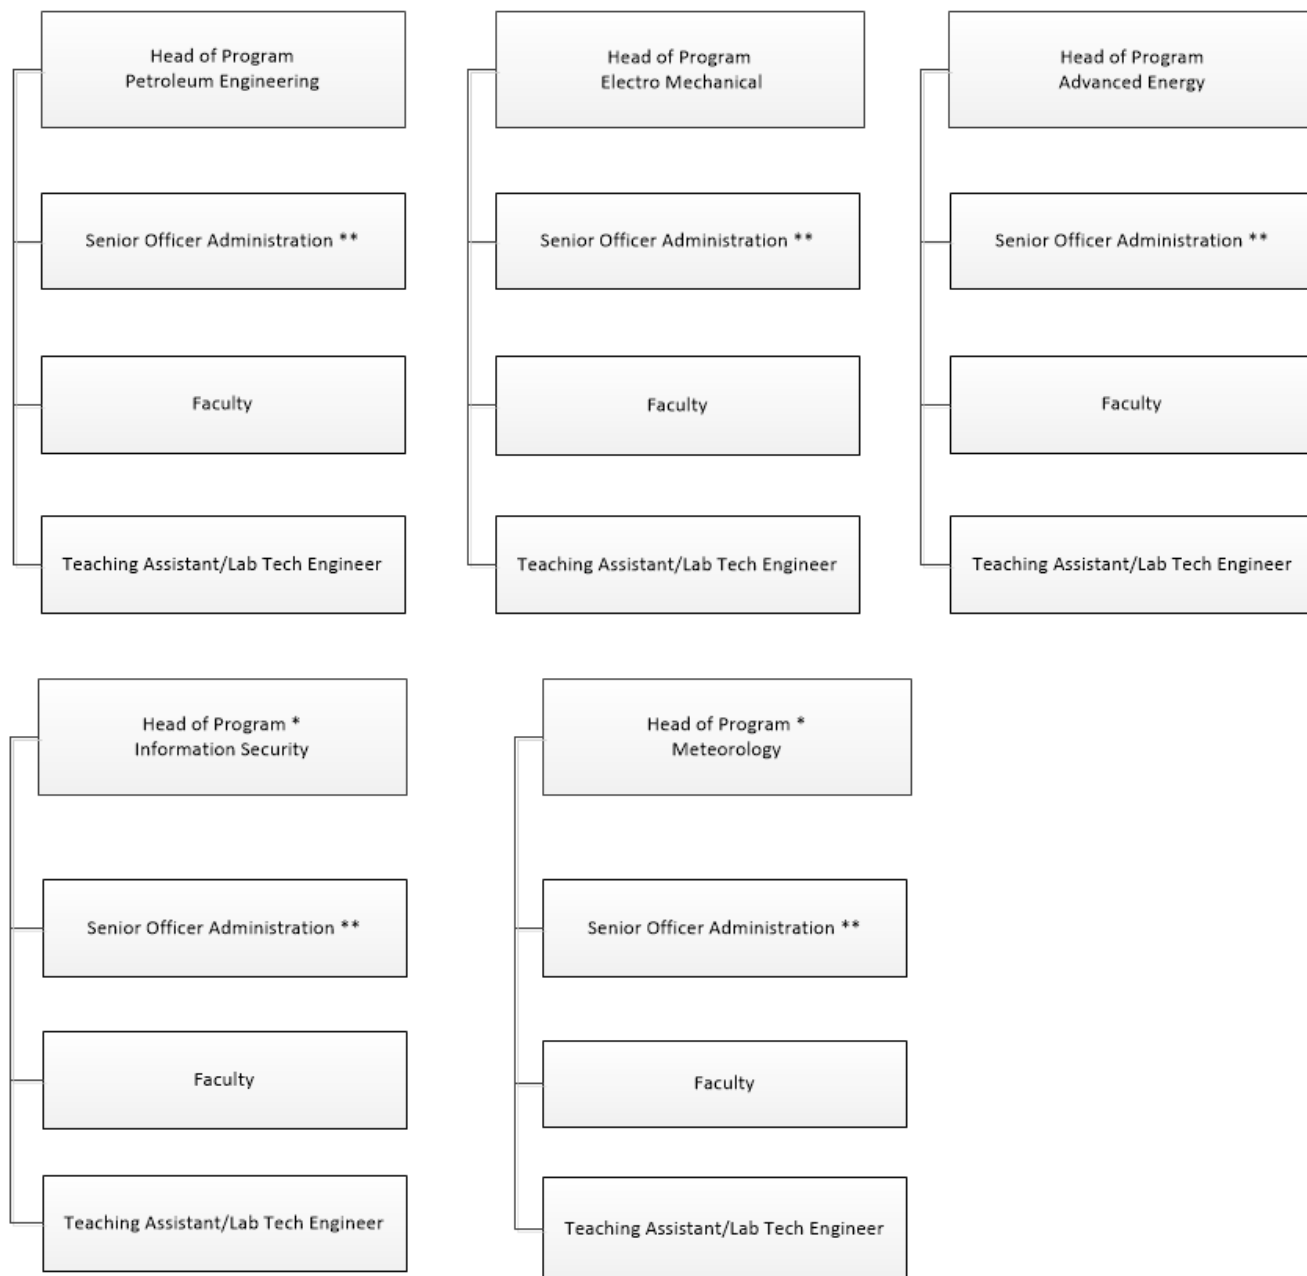 Head of Program
Petroleum Engineering
Senior Officer Administration **
Faculty
Teaching Assistant/Lab Tech Engineer
Head of Program
Electro Mechanical
Senior Officer Administration **
Faculty
Teaching Assistant/Lab Tech Engineer
Head of Program
Advanced Energy
Senior Officer Administration **
Faculty
Teaching Assistant/Lab Tech Engineer
Head of Program *
Information Security
Senior Officer Administration **
Faculty
Teaching Assistant/Lab Tech Engineer
Head of Program *
Meteorology
Senior Officer Administration **
Faculty
Teaching Assistant/Lab Tech Engineer